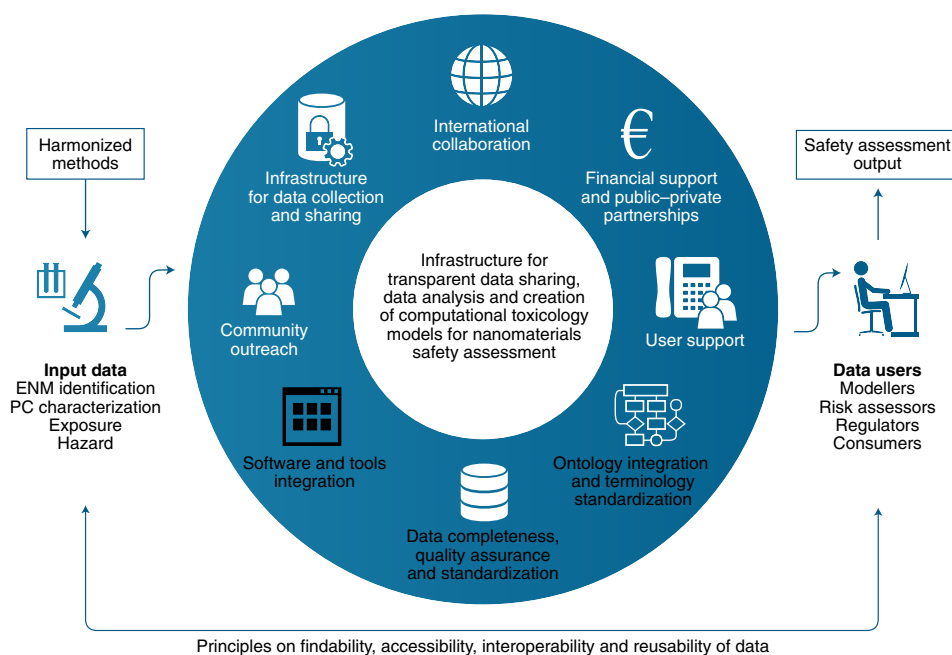 Harmonized
methods
Input data
ENM identification
PC characterization
Exposure
Hazard
International
collaboration
€
Financial support
and public–private
partnerships
User support
Ontology integration
and terminology
standardization
Data completeness,
quality assurance
and standardization
Software and tools
integration
Community
outreach
Infrastructure
for data collection
and sharing
Infrastructure for
transparent data sharing,
data analysis and creation
of computational toxicology
models for nanomaterials
safety assessment
Safety assessment
output
Data users
Modellers
Risk assessors
Regulators
Consumers
Principles on findability, accessibility, interoperability and reusability of data